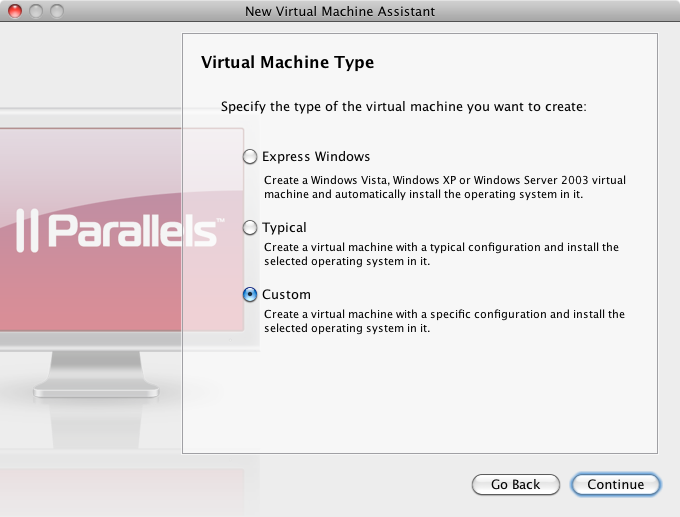 New Virtual Machine Assistant
Virtual Machine Type
Specify the type of the virtual machine you want to create:
Express Windows
Create a Windows Vista, Windows XP or Windows Server 2003 virtual
machine and automatically install the operating system in it.
Parallels™
Typical
Create a virtual machine with a typical configuration and install the
selected operating system in it.
Custom
Create a virtual machine with a specific configuration and install the
selected operating system in it.
Go Back
Continue